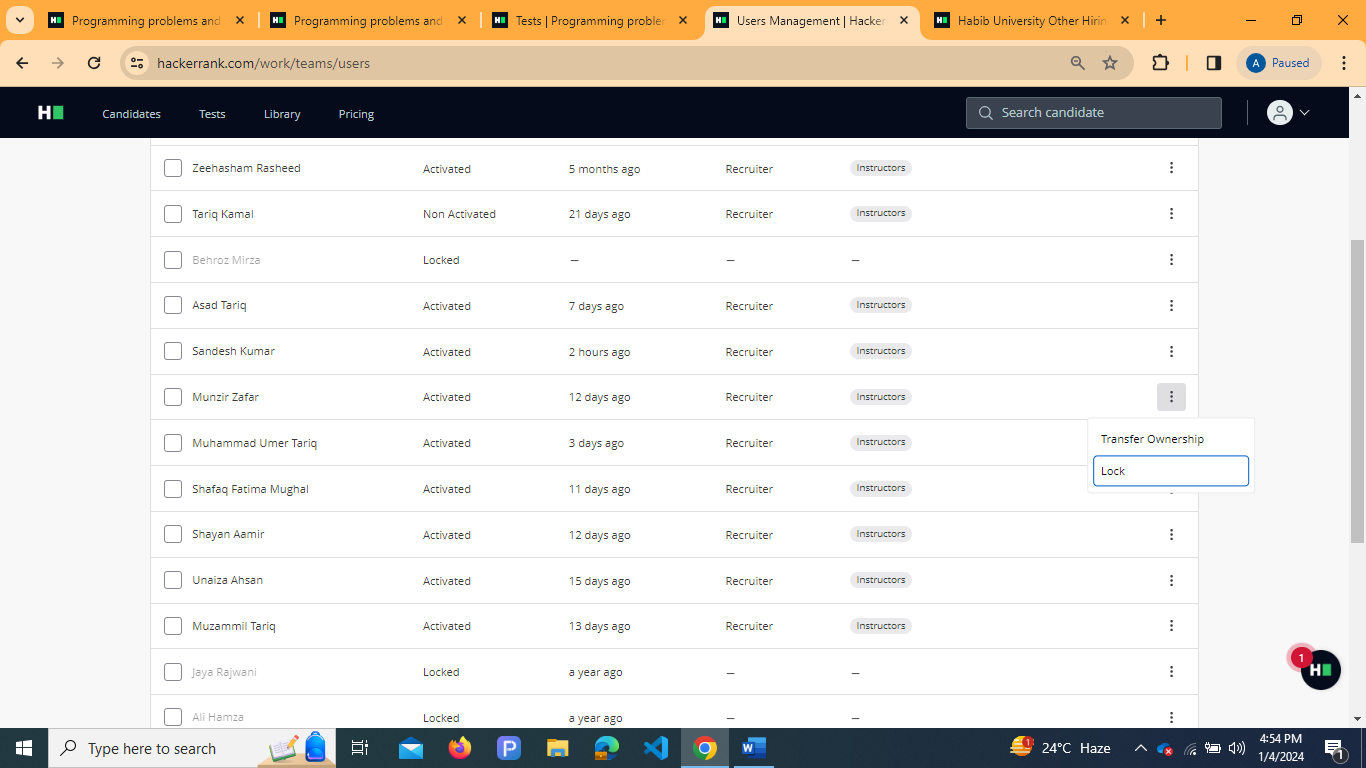 Programming problems and
Programming problems and
Tests | Programming problem
Users Management | Hacker
Habib University Other Hirin
hackerrank.com/work/teams/users
A Paused
H
Candidates Tests Library Pricing
Search candidate
Zeehasham Rasheed Activated 5 months ago Recruiter Instructors
Tariq Kamal Non Activated 21 days ago Recruiter Instructors
Behroz Mirza Locked — — —
Asad Tariq Activated 7 days ago Recruiter Instructors
Sandesh Kumar Activated 2 hours ago Recruiter Instructors
Munzir Zafar Activated 12 days ago Recruiter Instructors
Transfer Ownership
Lock
Muhammad Umer Tariq Activated 3 days ago Recruiter Instructors
Shafaq Fatima Mughal Activated 11 days ago Recruiter Instructors
Shayan Aamir Activated 12 days ago Recruiter Instructors
Unaiza Ahsan Activated 15 days ago Recruiter Instructors
Muzammil Tariq Activated 13 days ago Recruiter Instructors
Jaya Rajwani Locked a year ago — —
Ali Hamza Locked a year ago — —
1
H
Type here to search
P
W
1
24°C Haze
4:54 PM
1/4/2024
1